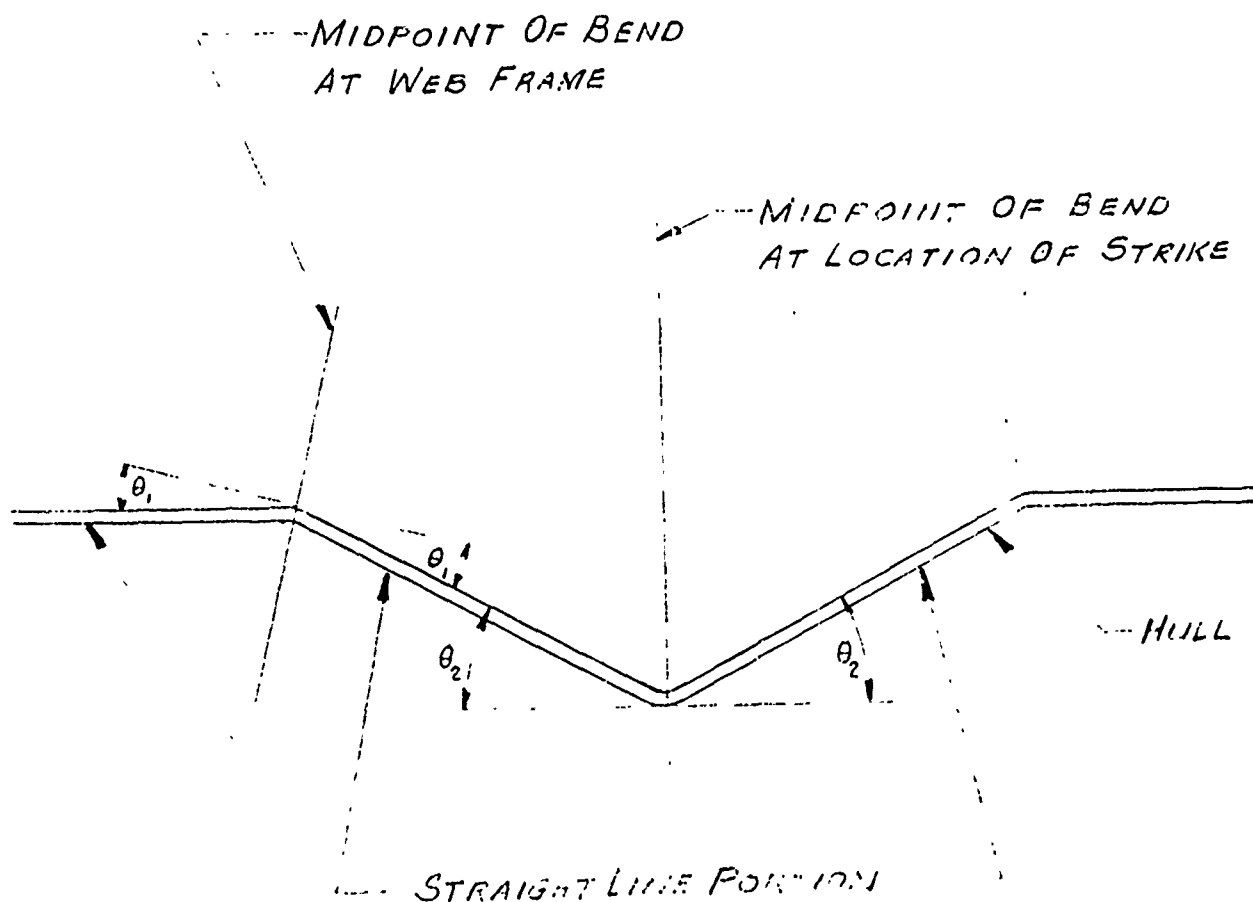 MIDPOINT OF BEND
AT WEB FRAME
MIDPOINT OF BEND
AT LOCATION OF STRIKE
θ₁
θ₁
θ₂
θ₂
HULL
STRAIGHT LINE PORTION